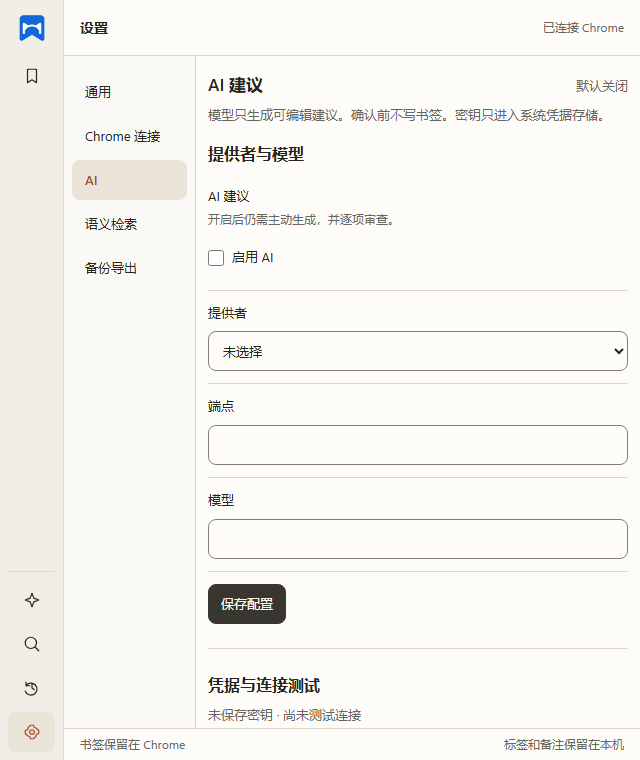 设置
已连接 Chrome
通用
Chrome 连接
AI
语义检索
备份导出
AI 建议
默认关闭
模型只生成可编辑建议。确认前不写书签。密钥只进入系统凭据存储。
提供者与模型
AI 建议
开启后仍需主动生成，并逐项审查。
启用 AI
提供者
未选择
端点
模型
保存配置
凭据与连接测试
未保存密钥 · 尚未测试连接
书签保留在 Chrome
标签和备注保留在本机